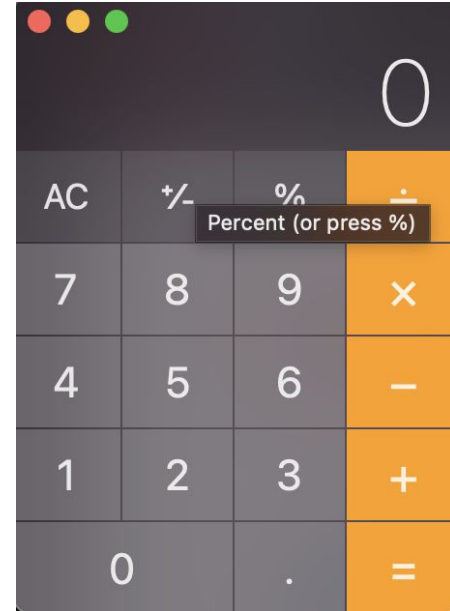 0
AC ⁺∕₋ % ÷
Percent (or press %)
7 8 9 ×
4 5 6 −
1 2 3 +
0 . =